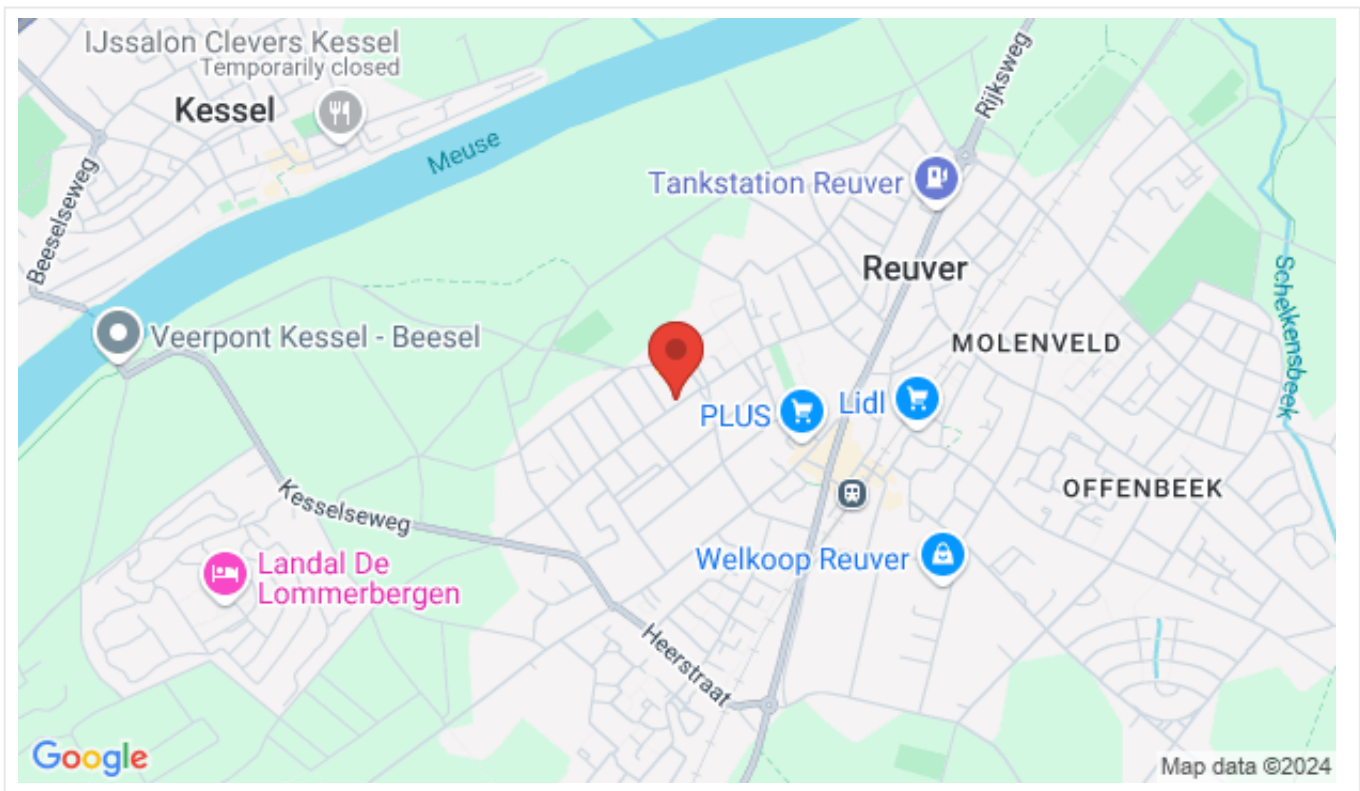 IJssalon Clevers Kessel
Temporarily closed
Kessel
Meuse
Rijksweg
Tankstation Reuver
Beeselseweg
Reuver
Schelkensbeek
Veerpont Kessel - Beesel
MOLENVELD
PLUS
Lidl
OFFENBEEK
Kesselseweg
Welkoop Reuver
Landal De
Lommerbergen
Heerstraat
Google
Map data ©2024